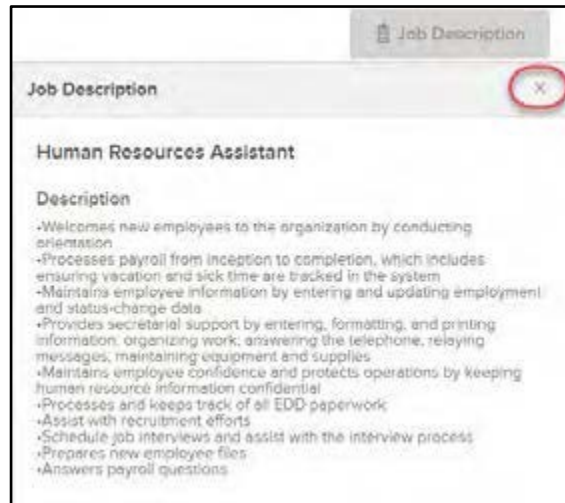 Job Description
Job Description
×
Human Resources Assistant
Description
•Welcomes new employees to the organization by conducting
orientation
•Processes payroll from inception to completion, which includes
ensuring vacation and sick time are tracked in the system
•Maintains employee information by entering and updating employment
and status-change data
•Provides secretarial support by entering, formatting, and printing
information, organizing work, answering the telephone, relaying
messages, maintaining equipment and supplies
•Maintains employee confidence and protects operations by keeping
human resource information confidential
•Processes and keeps track of all EDD paperwork
•Assist with recruitment efforts
•Schedule job interviews and assist with the interview process
•Prepares new employee files
•Answers payroll questions